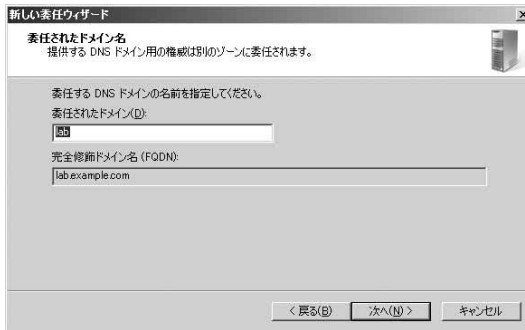 新しい委任ウィザード
委任されたドメイン名
提供する DNS ドメイン用の権威は別のゾーンに委任されます。
委任する DNS ドメインの名前を指定してください。
委任されたドメイン(D):
lab
完全修飾ドメイン名 (FQDN):
lab.example.com
< 戻る(B) 次へ(N) > キャンセル